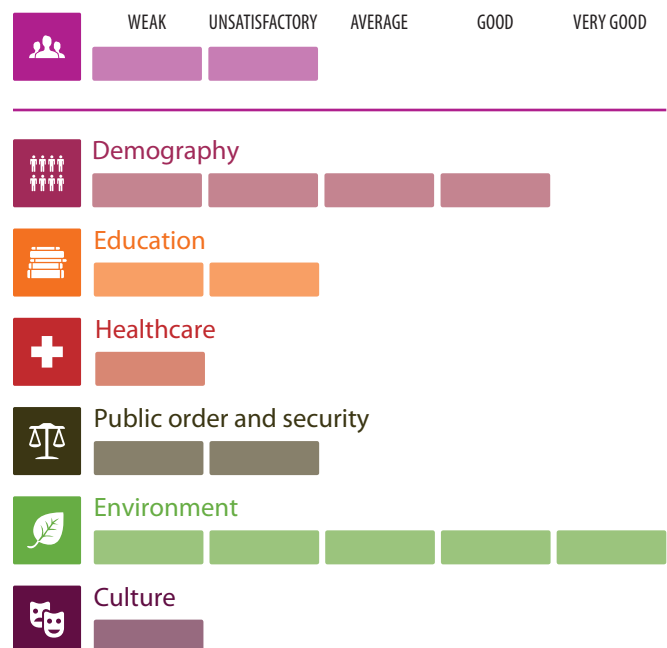 WEAK UNSATISFACTORY AVERAGE GOOD VERY GOOD
Demography
Education
Healthcare
Public order and security
Environment
Culture